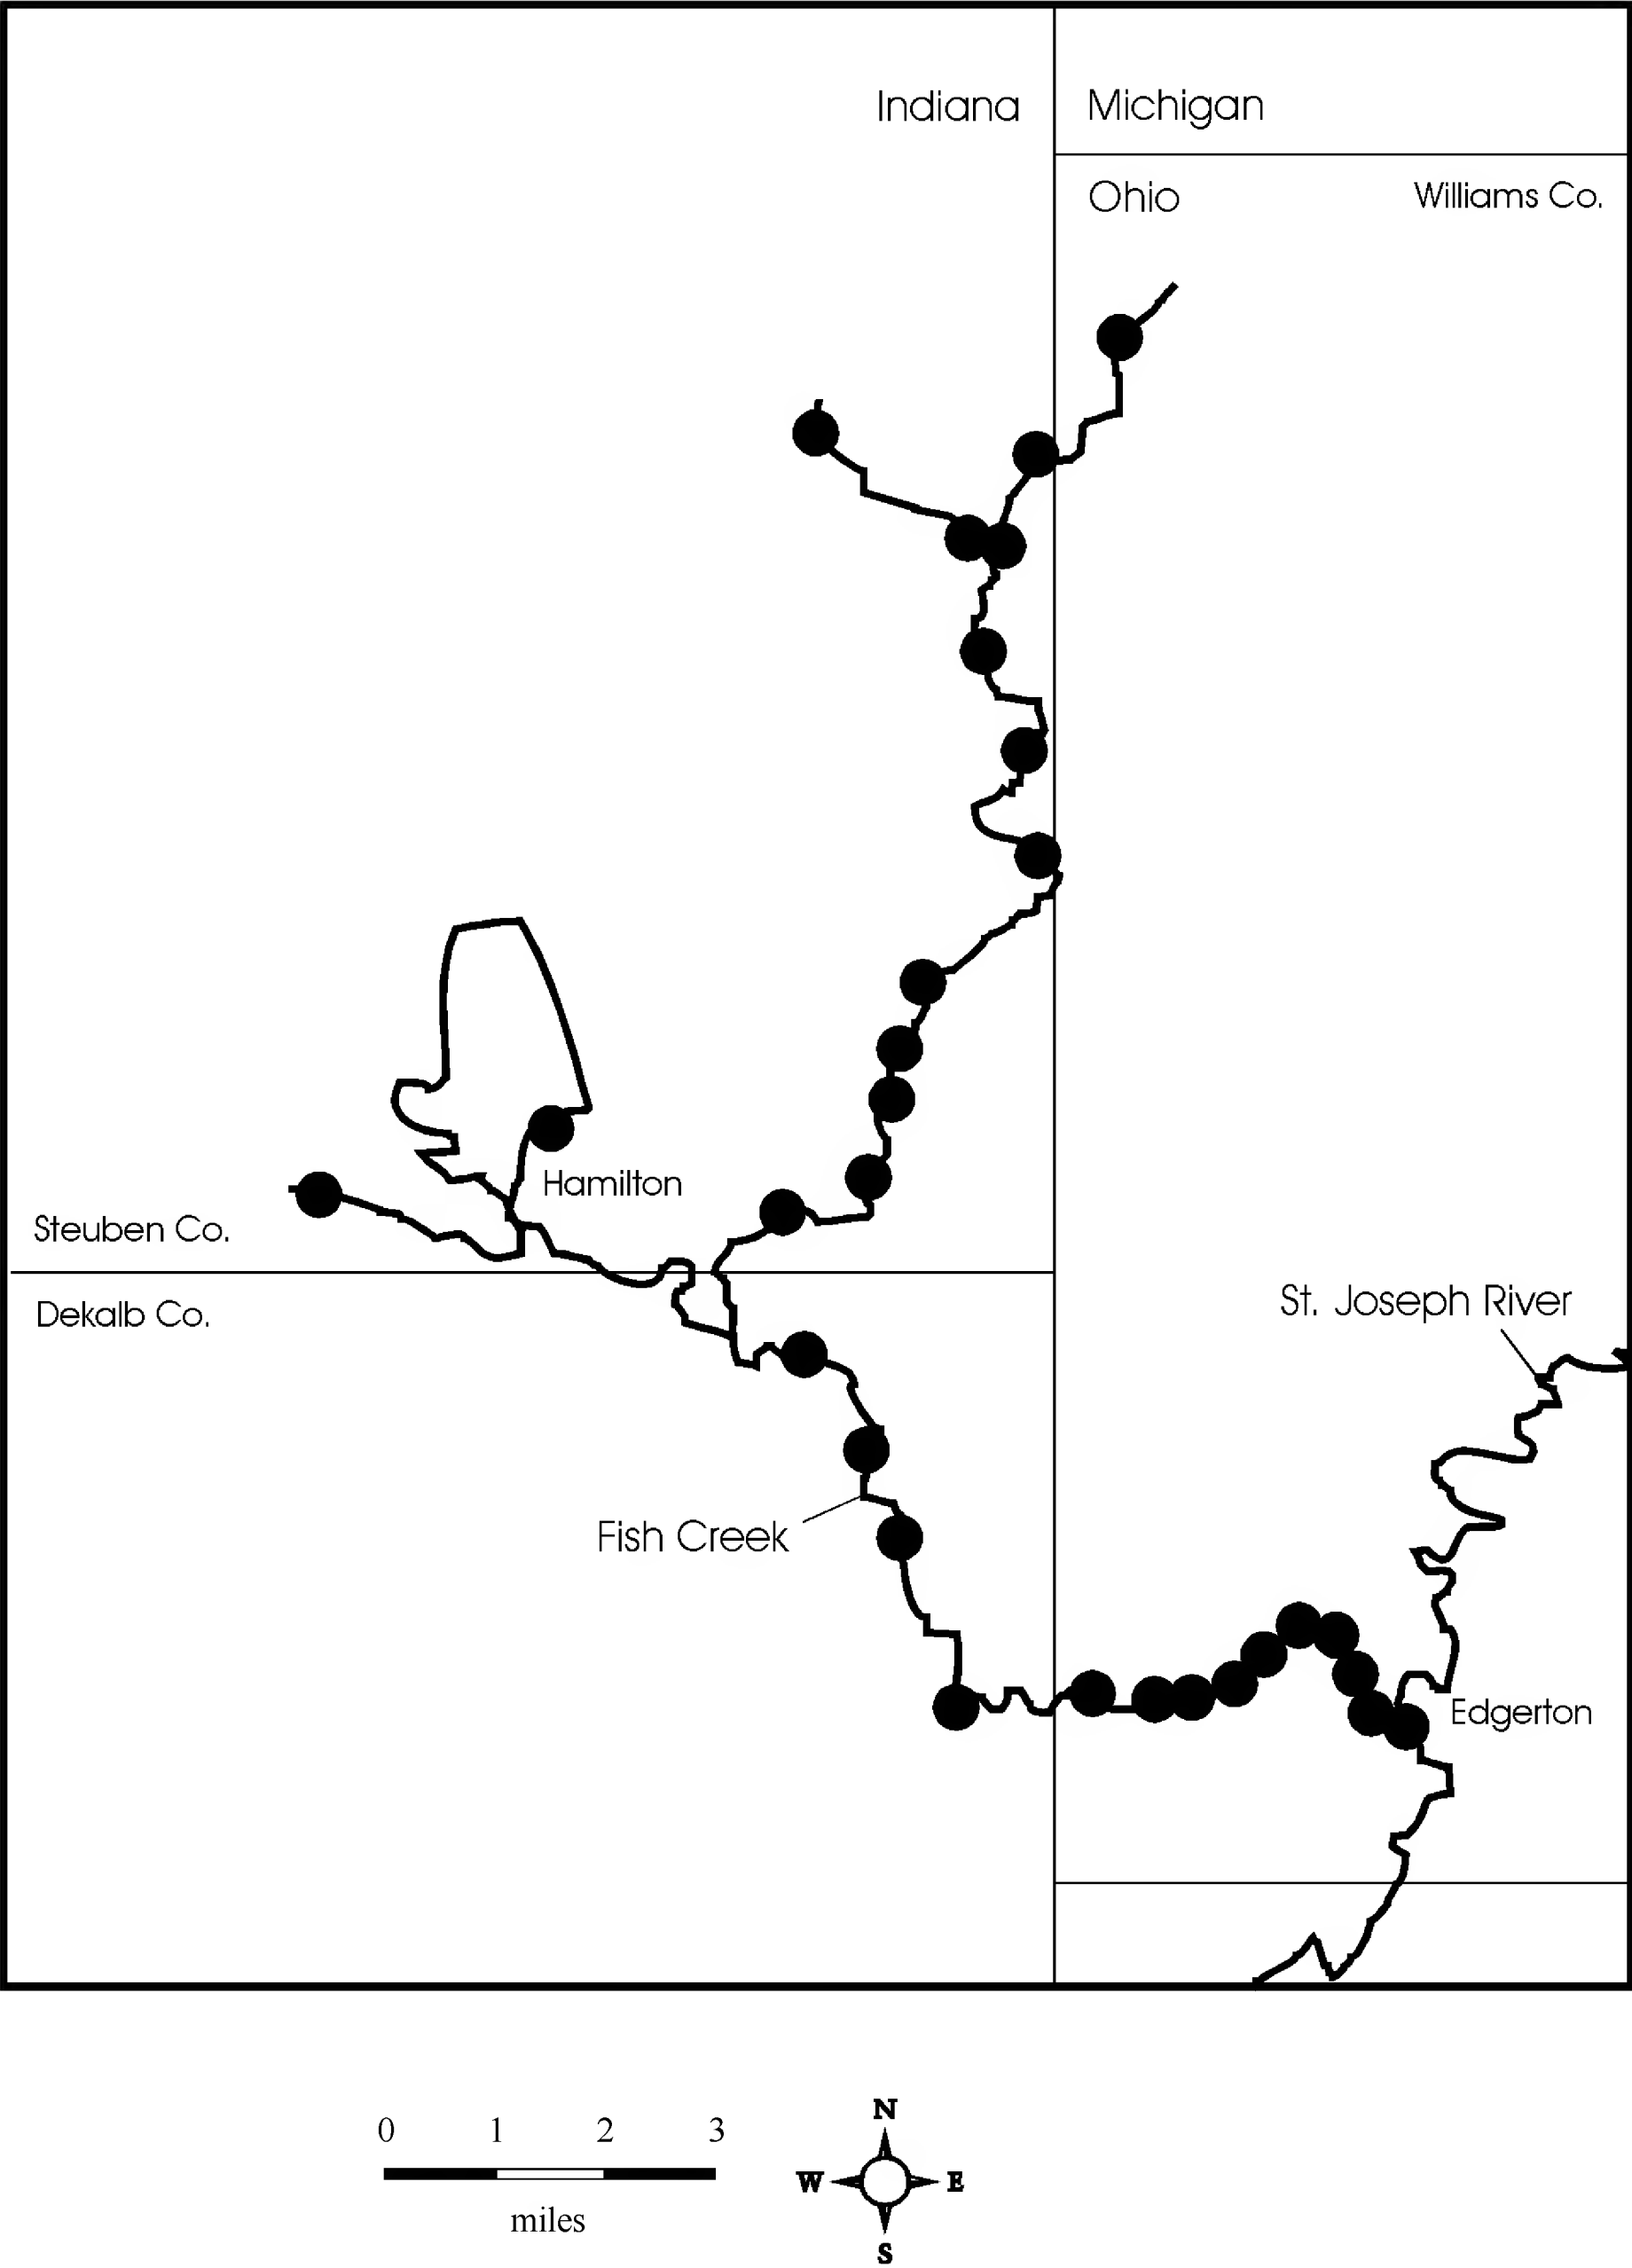 Indiana
Michigan
Ohio
Williams Co.
Hamilton
Steuben Co.
Dekalb Co.
St. Joseph River
Fish Creek
Edgerton
0 1 2 3
miles
N
W E
S